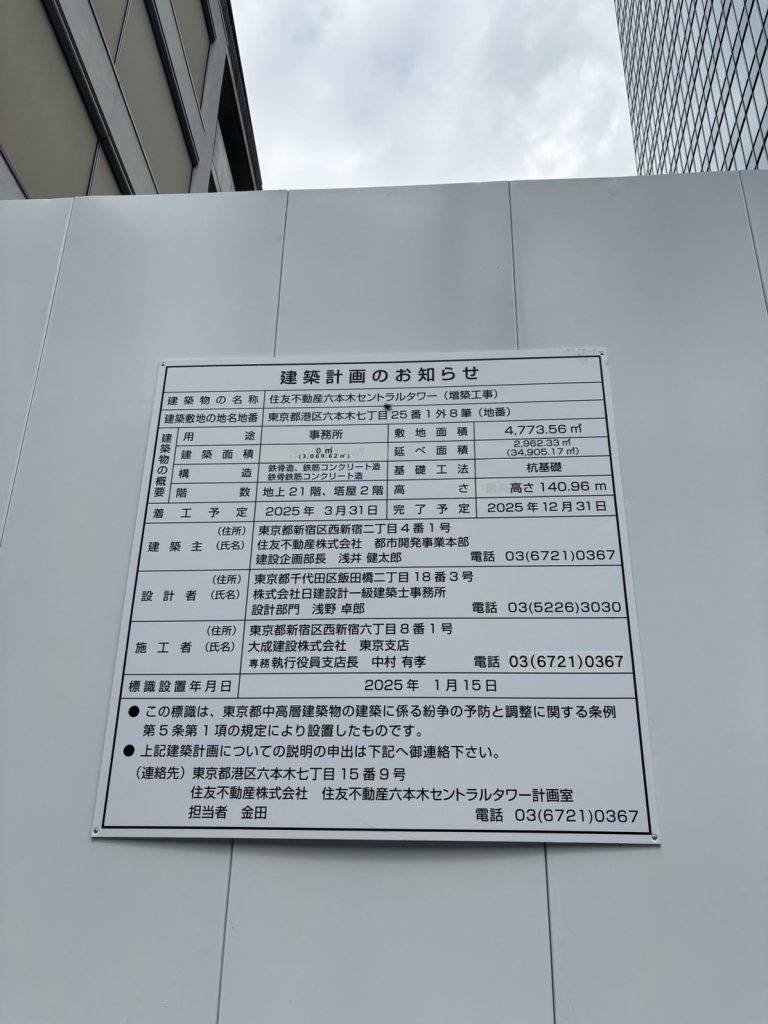 建築計画のお知らせ
建築物の名称 住友不動産六本木セントラルタワー（増築工事）
建築敷地の地名地番 東京都港区六本木七丁目25番1外8筆（地番）
建築物の概要
用途 事務所 敷地面積 4,773.56㎡
建築面積 0㎡ (3,069.62㎡) 延べ面積 2,962.33㎡ (34,905.17㎡)
構造 鉄骨造、鉄筋コンクリート造 鉄骨鉄筋コンクリート造 基礎工法 杭基礎
階数 地上21階、塔屋2階 高さ 高さ140.96m
着工予定 2025年 3月31日 完了予定 2025年12月31日
建築主 （住所） 東京都新宿区西新宿二丁目4番1号
（氏名） 住友不動産株式会社 都市開発事業本部
建設企画部長 浅井 健太郎 電話 03(6721)0367
設計者 （住所） 東京都千代田区飯田橋二丁目18番3号
（氏名） 株式会社日建設計一級建築士事務所
設計部門 浅野 卓郎 電話 03(5226)3030
施工者 （住所） 東京都新宿区西新宿六丁目8番1号
（氏名） 大成建設株式会社 東京支店
専務執行役員支店長 中村 有孝 電話 03(6721)0367
標識設置年月日 2025年 1月15日
●この標識は、東京都中高層建築物の建築に係る紛争の予防と調整に関する条例
第5条第1項の規定により設置したものです。
●上記建築計画についての説明の申出は下記へ御連絡下さい。
（連絡先）東京都港区六本木七丁目15番9号
住友不動産株式会社 住友不動産六本木セントラルタワー計画室
担当者 金田 電話 03(6721)0367